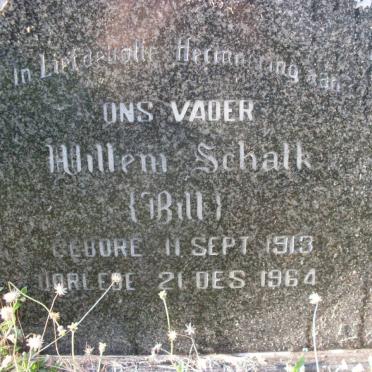 In Liefdevolle Herinnering aan
ONS VADER
Willem Schalk
{Bill}
GEBORE 11 SEPT. 1913
OORLEDE 21 DES 1964